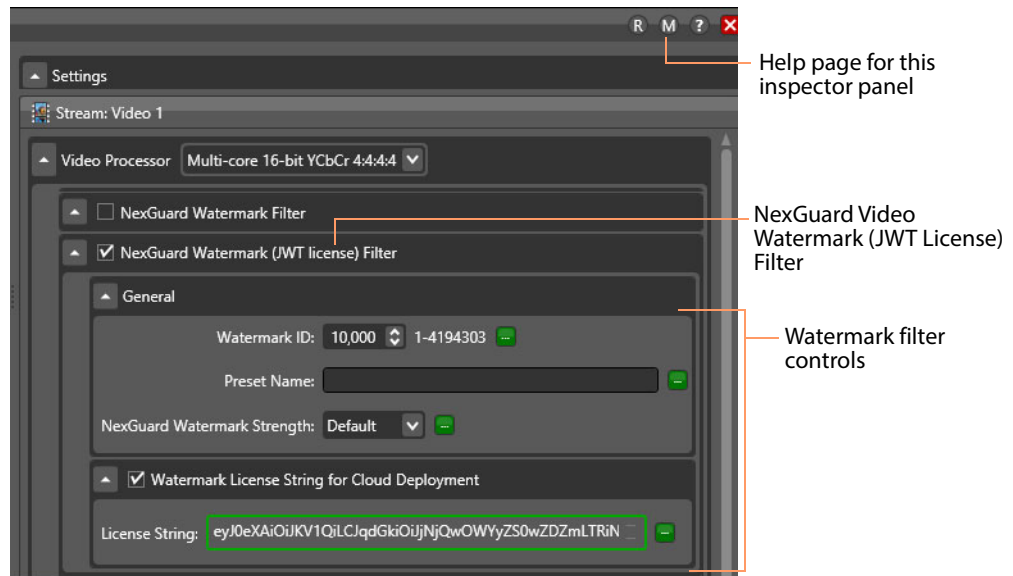 R M ?
Help page for this
inspector panel
Settings
Stream: Video 1
Video Processor Multi-core 16-bit YCbCr 4:4:4:4
NexGuard Watermark Filter
NexGuard Video
Watermark (JWT License)
Filter
NexGuard Watermark (JWT license) Filter
General
Watermark ID: 10,000 1-4194303
Watermark filter
controls
Preset Name:
NexGuard Watermark Strength: Default
Watermark License String for Cloud Deployment
License String: eyJ0eXAiOiJKV1QiLCJqdGkiOiJjNjQwOWYyZS0wZDZmLTRiN